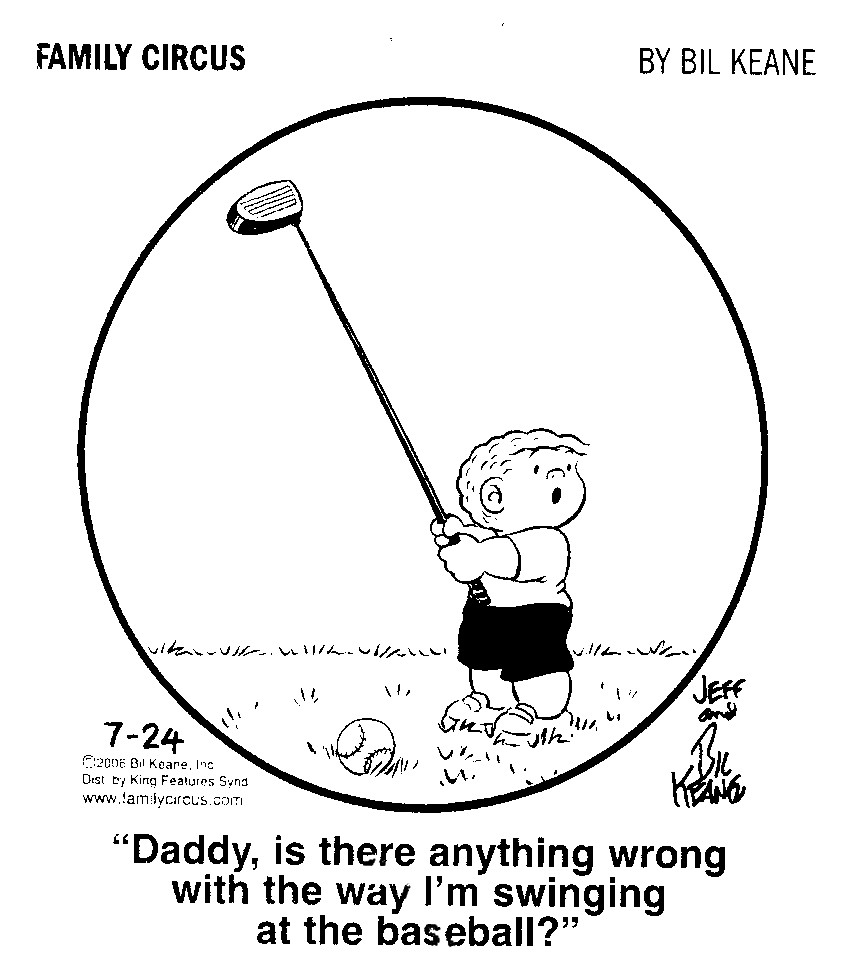 FAMILY CIRCUS
BY BIL KEANE
JEFF
and
BIL
KEANE
7-24
©2006 Bil Keane, Inc.
Dist. by King Features Synd.
www.familycircus.com
“Daddy, is there anything wrong
with the way I’m swinging
at the baseball?”